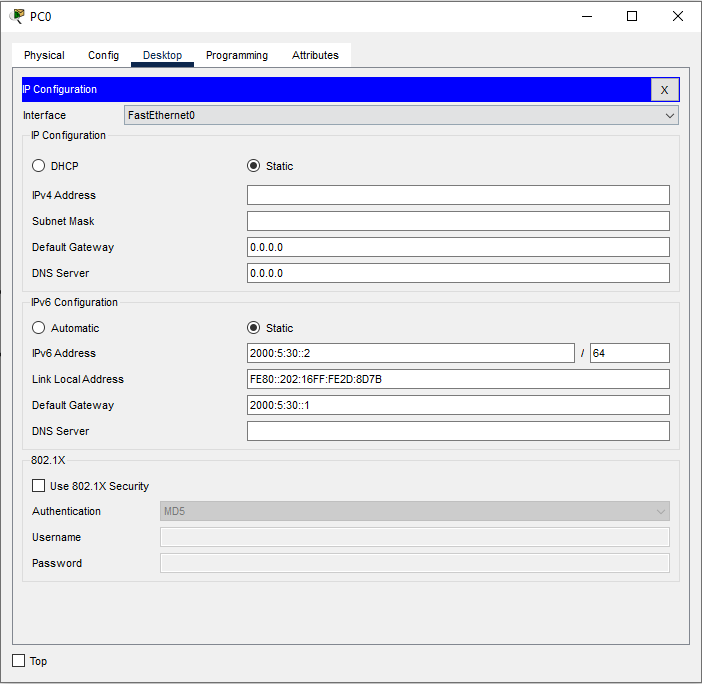 PC0
Physical Config Desktop Programming Attributes
IP Configuration X
Interface FastEthernet0
IP Configuration
DHCP Static
IPv4 Address
Subnet Mask
Default Gateway 0.0.0.0
DNS Server 0.0.0.0
IPv6 Configuration
Automatic Static
IPv6 Address 2000:5:30::2 / 64
Link Local Address FE80::202:16FF:FE2D:8D7B
Default Gateway 2000:5:30::1
DNS Server
802.1X
Use 802.1X Security
Authentication MD5
Username
Password
Top